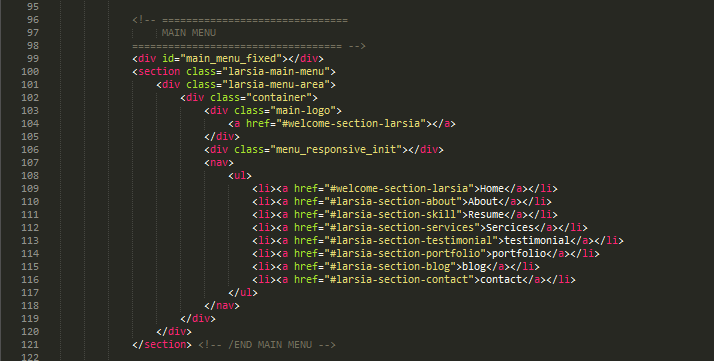 95
96 <!-- ===============================
97 MAIN MENU
98 =================================== -->
99 <div id="main_menu_fixed"></div>
100 <section class="larsia-main-menu">
101 <div class="larsia-menu-area">
102 <div class="container">
103 <div class="main-logo">
104 <a href="#welcome-section-larsia"></a>
105 </div>
106 <div class="menu_responsive_init"></div>
107 <nav>
108 <ul>
109 <li><a href="#welcome-section-larsia">Home</a></li>
110 <li><a href="#larsia-section-about">About</a></li>
111 <li><a href="#larsia-section-skill">Resume</a></li>
112 <li><a href="#larsia-section-services">Sercices</a></li>
113 <li><a href="#larsia-section-testimonial">testimonial</a></li>
114 <li><a href="#larsia-section-portfolio">portfolio</a></li>
115 <li><a href="#larsia-section-blog">blog</a></li>
116 <li><a href="#larsia-section-contact">contact</a></li>
117 </ul>
118 </nav>
119 </div>
120 </div>
121 </section> <!-- /END MAIN MENU -->
122